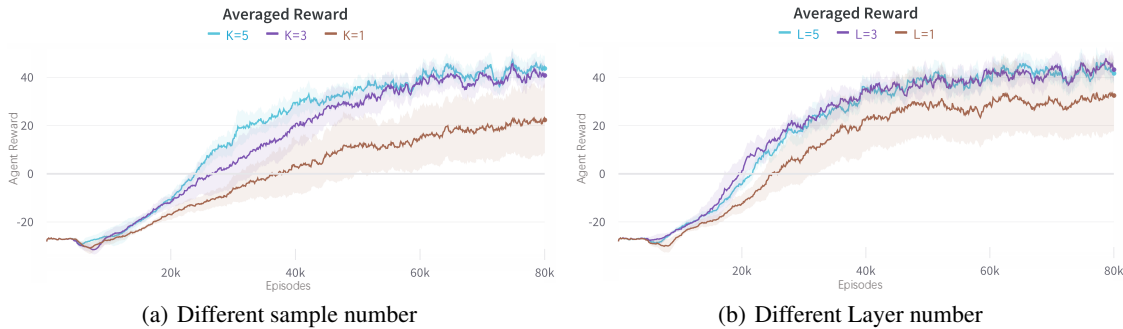 Averaged Reward
K=5 K=3 K=1
Agent Reward
40
20
0
-20
20k 40k 60k 80k
Episodes
(a) Different sample number
Averaged Reward
L=5 L=3 L=1
Agent Reward
40
20
0
-20
20k 40k 60k 80k
Episodes
(b) Different Layer number